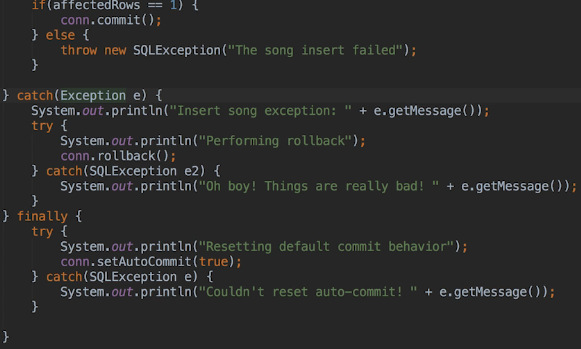 if(affectedRows == 1) {
conn.commit();
} else {
throw new SQLException("The song insert failed");
}
} catch(Exception e) {
System.out.println("Insert song exception: " + e.getMessage());
try {
System.out.println("Performing rollback");
conn.rollback();
} catch(SQLException e2) {
System.out.println("Oh boy! Things are really bad! " + e.getMessage());
}
} finally {
try {
System.out.println("Resetting default commit behavior");
conn.setAutoCommit(true);
} catch(SQLException e) {
System.out.println("Couldn't reset auto-commit! " + e.getMessage());
}
}